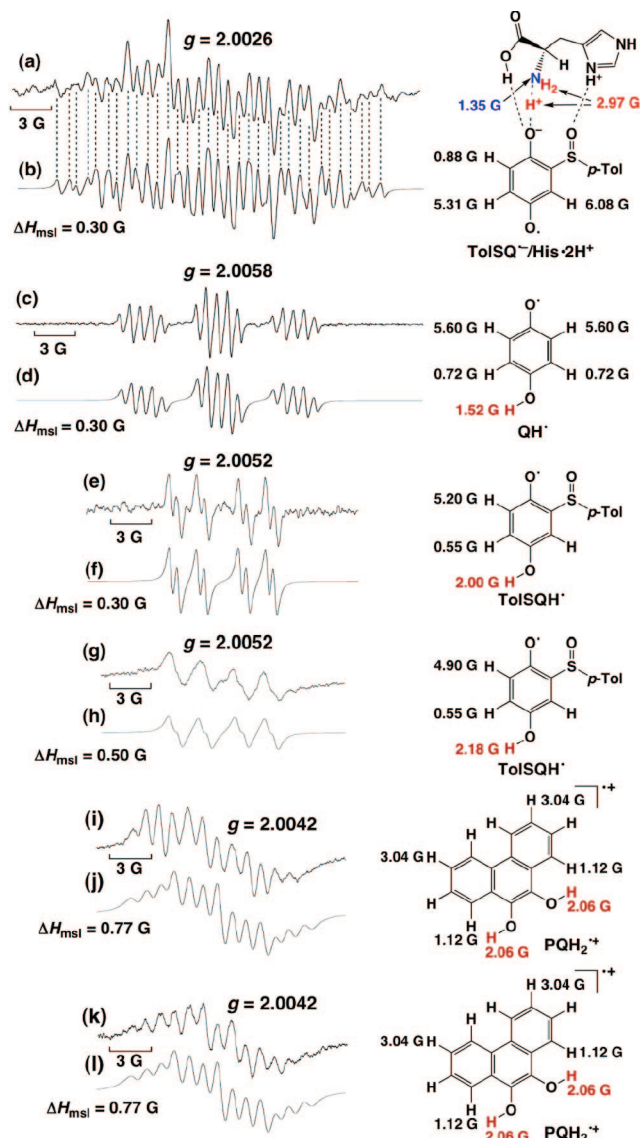 g = 2.0026
(a)
3 G
(b)
ΔHmsl = 0.30 G
O
H
NH
O
H
N
H2
N
H+
1.35 G
H+
2.97 G
O–
O
0.88 G H
S
p-Tol
5.31 G H
H 6.08 G
O•
TolSQ•–/His•2H+
g = 2.0058
(c)
3 G
(d)
ΔHmsl = 0.30 G
O•
5.60 G H
H 5.60 G
0.72 G H
H 0.72 G
1.52 G H
O
QH•
g = 2.0052
(e)
3 G
(f)
ΔHmsl = 0.30 G
O•
O
5.20 G H
S
p-Tol
0.55 G H
H
2.00 G H
O
TolSQH•
g = 2.0052
(g)
3 G
(h)
ΔHmsl = 0.50 G
O•
O
4.90 G H
S
p-Tol
0.55 G H
H
2.18 G H
O
TolSQH•
g = 2.0042
(i)
3 G
(j)
ΔHmsl = 0.77 G
•+
H 3.04 G
H
H
H
3.04 G H
H 1.12 G
H
O
H
2.06 G
H
O
1.12 G
H
2.06 G
PQH2•+
g = 2.0042
(k)
3 G
(l)
ΔHmsl = 0.77 G
•+
H 3.04 G
H
H
H
3.04 G H
H 1.12 G
H
O
H
2.06 G
H
O
1.12 G
H
2.06 G
PQH2•+